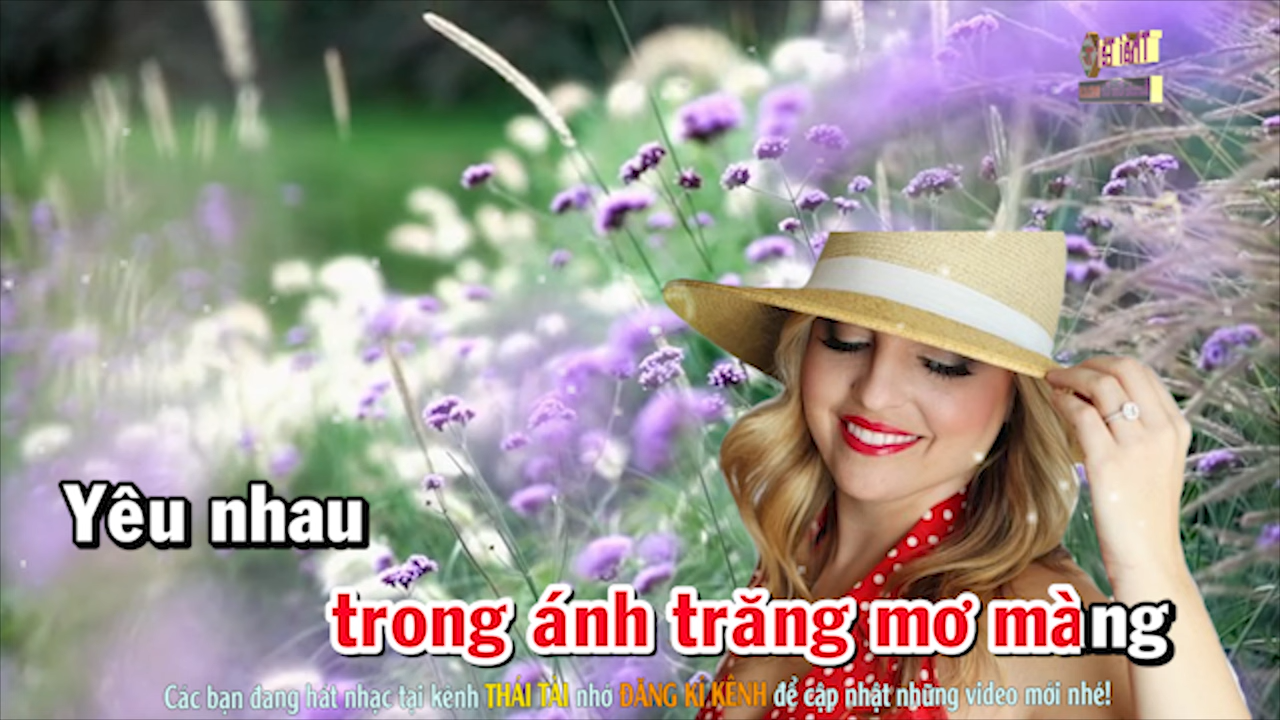 Yêu nhau
trong ánh trăng mơ màng
Các bạn đang hát nhạc tại kênh THÁI TÀI nhớ ĐĂNG KÍ KÊNH để cập nhật những video mới nhé!